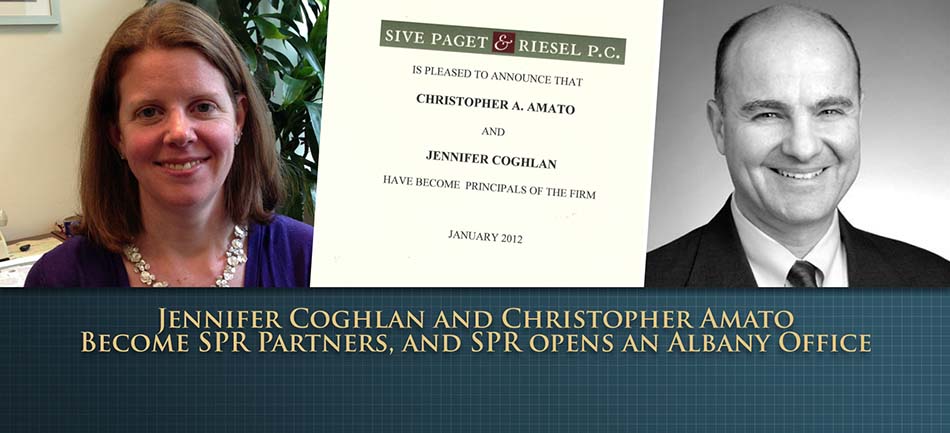 SIVE PAGET & RIESEL P.C.
IS PLEASED TO ANNOUNCE THAT
CHRISTOPHER A. AMATO
AND
JENNIFER COGHLAN
HAVE BECOME PRINCIPALS OF THE FIRM
JANUARY 2012
Jennifer Coghlan and Christopher Amato
Become SPR Partners, and SPR opens an Albany Office